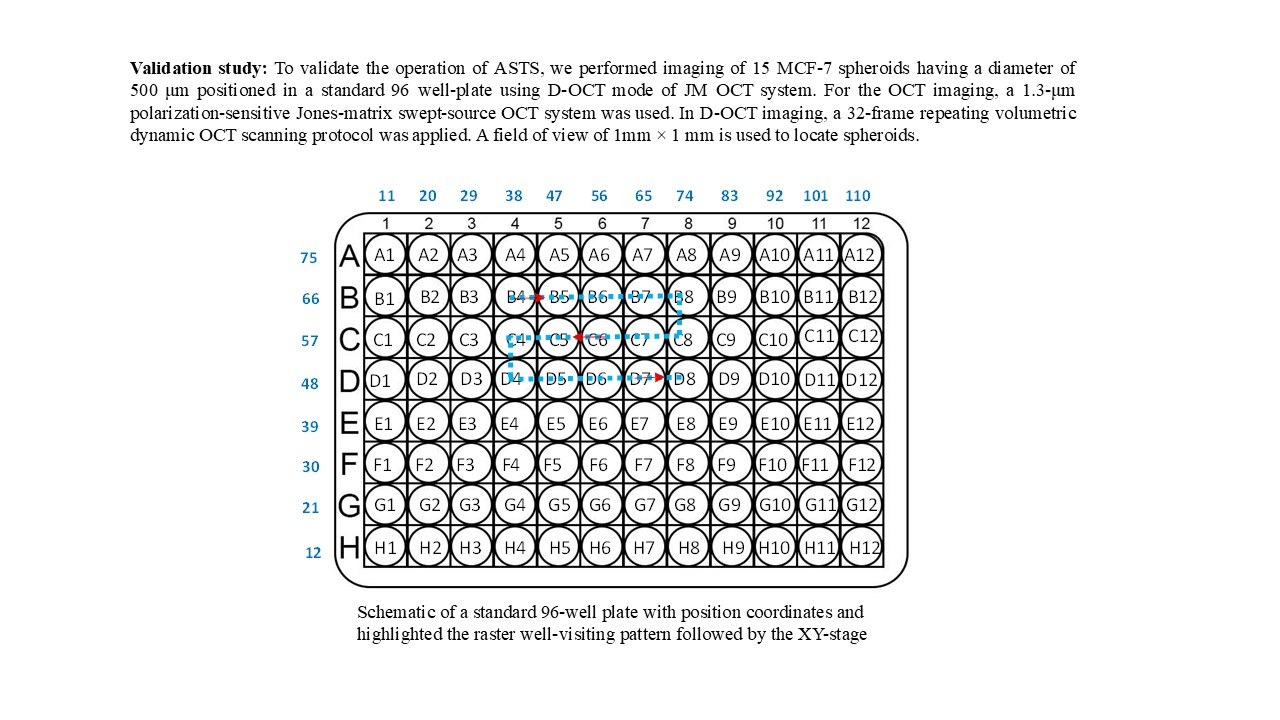 Validation study: To validate the operation of ASTS, we performed imaging of 15 MCF-7 spheroids having a diameter of
500 μm positioned in a standard 96 well-plate using D-OCT mode of JM OCT system. For the OCT imaging, a 1.3-μm
polarization-sensitive Jones-matrix swept-source OCT system was used. In D-OCT imaging, a 32-frame repeating volumetric
dynamic OCT scanning protocol was applied. A field of view of 1mm × 1 mm is used to locate spheroids.
11 20 29 38 47 56 65 74 83 92 101 110
1 2 3 4 5 6 7 8 9 10 11 12
75 A A1 A2 A3 A4 A5 A6 A7 A8 A9 A10 A11 A12
66 B B1 B2 B3 B4 B5 B6 B7 B8 B9 B10 B11 B12
57 C C1 C2 C3 C4 C5 C6 C7 C8 C9 C10 C11 C12
48 D D1 D2 D3 D4 D5 D6 D7 D8 D9 D10 D11 D12
39 E E1 E2 E3 E4 E5 E6 E7 E8 E9 E10 E11 E12
30 F F1 F2 F3 F4 F5 F6 F7 F8 F9 F10 F11 F12
21 G G1 G2 G3 G4 G5 G6 G7 G8 G9 G10 G11 G12
12 H H1 H2 H3 H4 H5 H6 H7 H8 H9 H10 H11 H12
Schematic of a standard 96-well plate with position coordinates and
highlighted the raster well-visiting pattern followed by the XY-stage